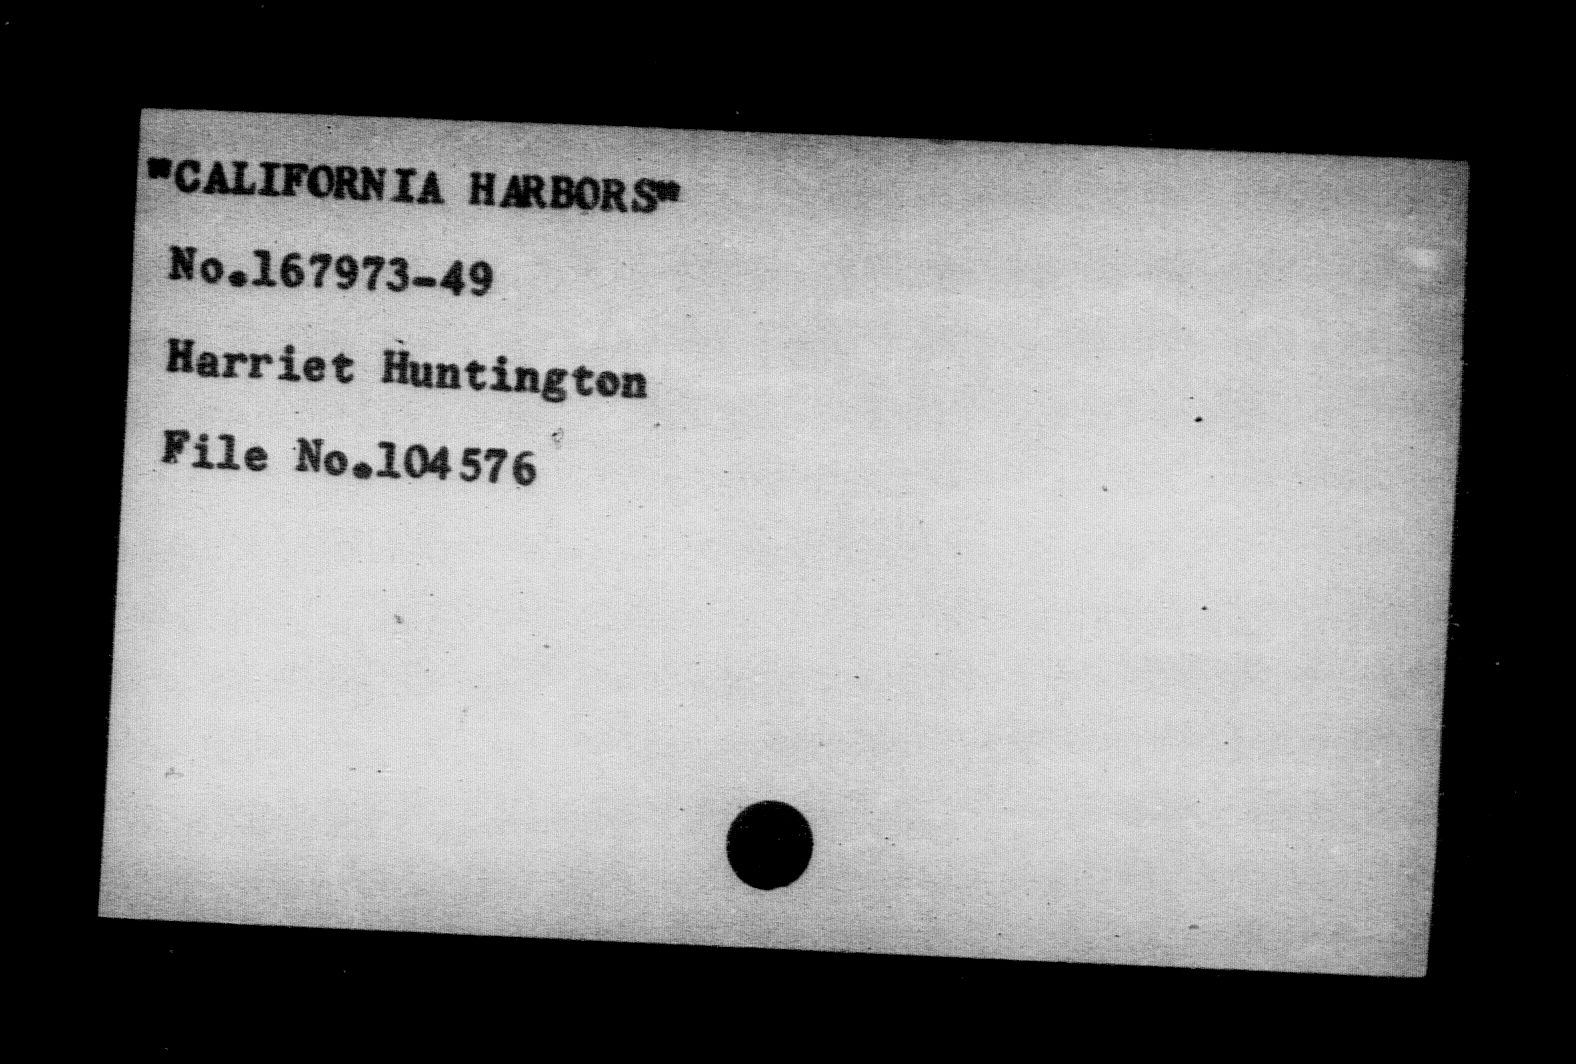 "CALIFORNIA HARBORS"
No.167973-49
Harriet Huntington
File No.104576